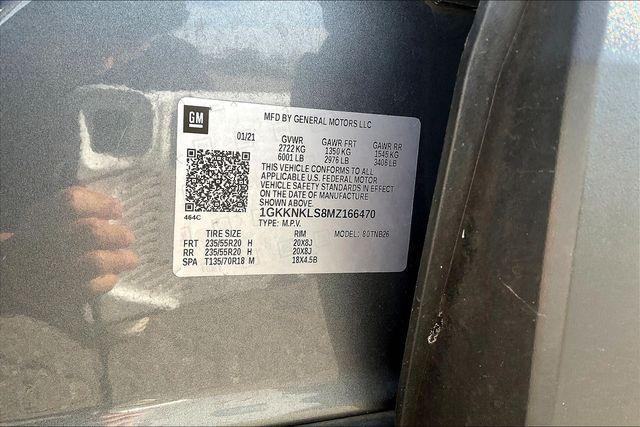 GM
MFD BY GENERAL MOTORS LLC
01/21 GVWR GAWR FRT GAWR RR
2722 KG 1350 KG 1545 KG
6001 LB 2976 LB 3406 LB
THIS VEHICLE CONFORMS TO ALL
APPLICABLE U.S. FEDERAL MOTOR
VEHICLE SAFETY STANDARDS IN EFFECT
ON THE DATE OF MANUFACTURE
SHOWN ABOVE.
464C 1GKKNKLS8MZ166470
TYPE: M.P.V. MODEL: 80TNB26
TIRE SIZE RIM
FRT 235/55R20 H 20X8J
RR 235/55R20 H 20X8J
SPA T135/70R18 M 18X4.5B